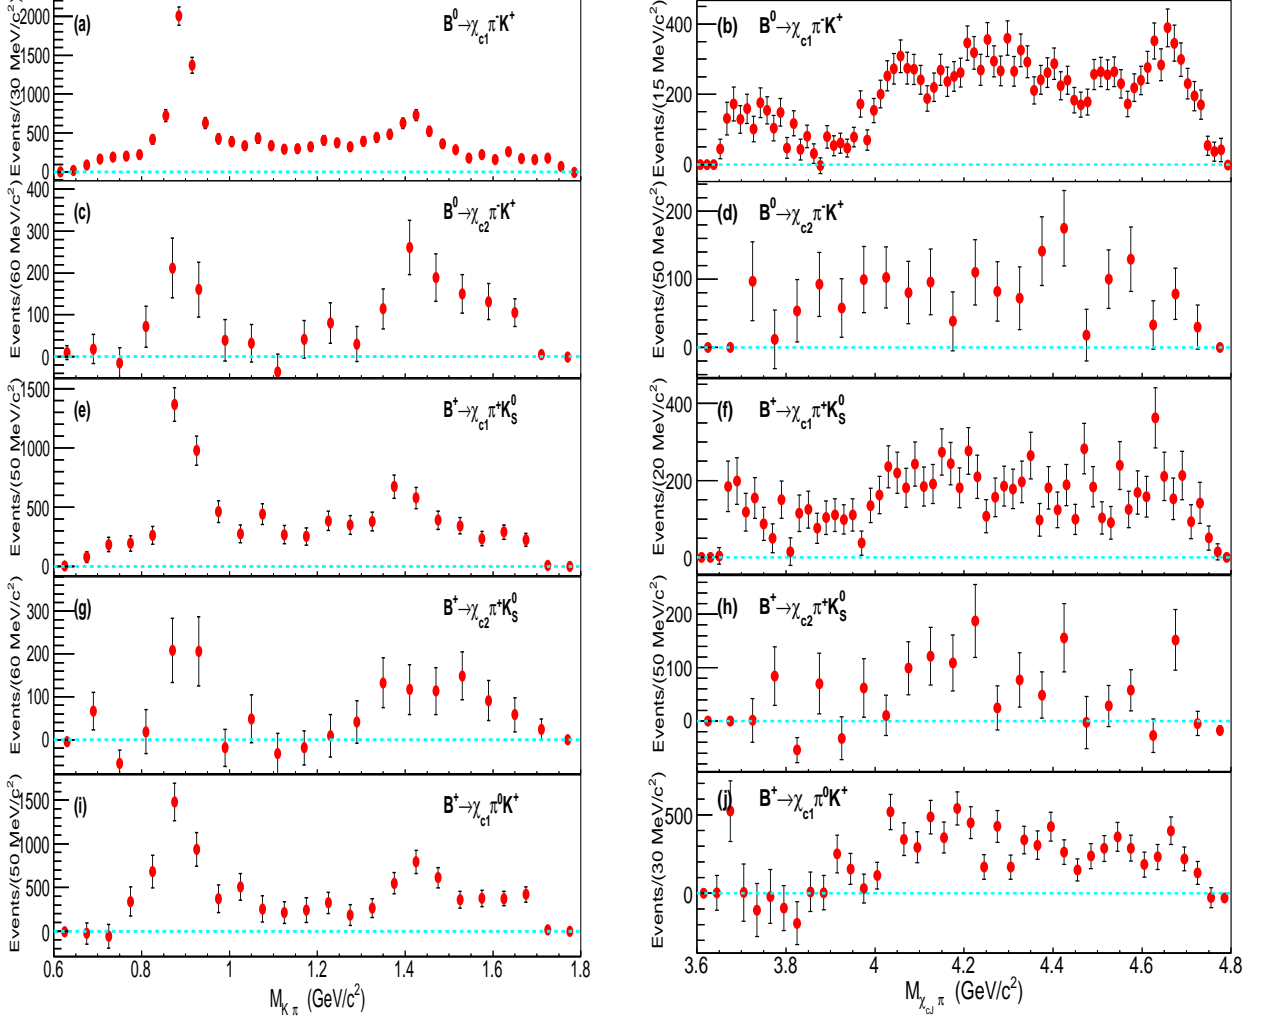 (a) B⁰→χc1π⁻K⁺
Events/(30 MeV/c²)
2000
1500
1000
500
0
(b) B⁰→χc1π⁻K⁺
Events/(15 MeV/c²)
400
200
0
(c) B⁰→χc2π⁻K⁺
Events/(60 MeV/c²)
400
300
200
100
0
(d) B⁰→χc2π⁻K⁺
Events/(50 MeV/c²)
200
100
0
(e) B⁺→χc1π⁺K⁰S
Events/(50 MeV/c²)
1500
1000
500
0
(f) B⁺→χc1π⁺K⁰S
Events/(20 MeV/c²)
400
200
0
(g) B⁺→χc2π⁺K⁰S
Events/(60 MeV/c²)
300
200
100
0
(h) B⁺→χc2π⁺K⁰S
Events/(50 MeV/c²)
200
100
0
(i) B⁺→χc1π⁰K⁺
Events/(50 MeV/c²)
1500
1000
500
0
(j) B⁺→χc1π⁰K⁺
Events/(30 MeV/c²)
500
0
0.6 0.8 1 1.2 1.4 1.6 1.8
MKπ (GeV/c²)
3.6 3.8 4 4.2 4.4 4.6 4.8
MχcJπ (GeV/c²)